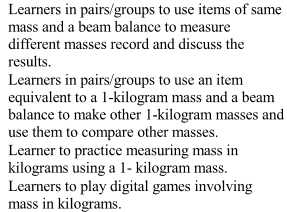 Learners in pairs/groups to use items of same
mass and a beam balance to measure
different masses record and discuss the
results.
Learners in pairs/groups to use an item
equivalent to a 1-kilogram mass and a beam
balance to make other 1-kilogram masses and
use them to compare other masses.
Learner to practice measuring mass in
kilograms using a 1- kilogram mass.
Learners to play digital games involving
mass in kilograms.